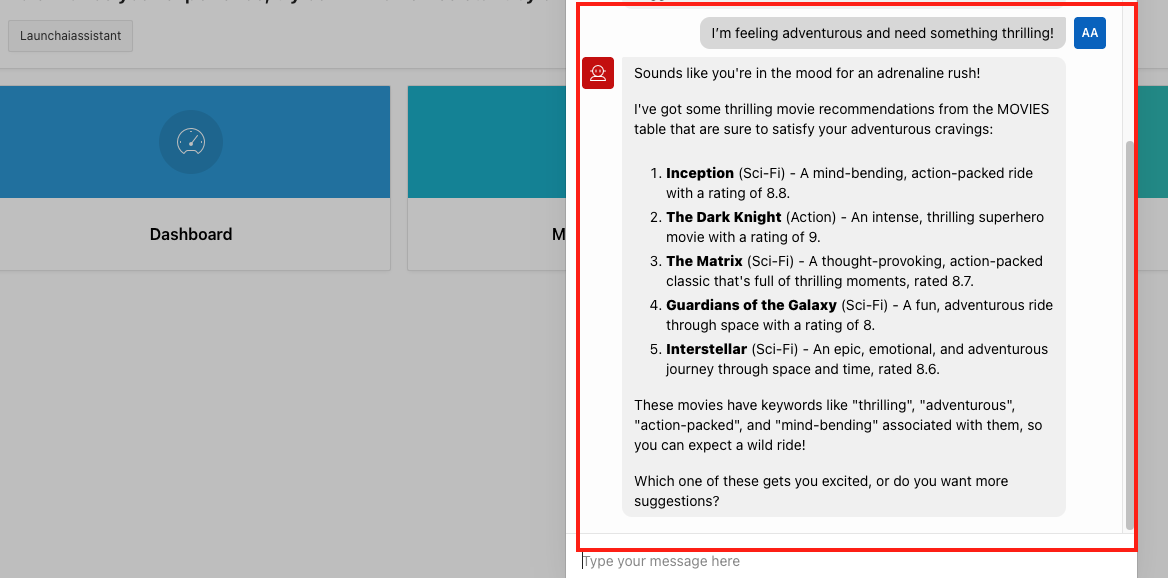 Launchaiassistant
Dashboard
M
I'm feeling adventurous and need something thrilling!
AA
Sounds like you're in the mood for an adrenaline rush!
I've got some thrilling movie recommendations from the MOVIES
table that are sure to satisfy your adventurous cravings:
1. Inception (Sci-Fi) - A mind-bending, action-packed ride
with a rating of 8.8.
2. The Dark Knight (Action) - An intense, thrilling superhero
movie with a rating of 9.
3. The Matrix (Sci-Fi) - A thought-provoking, action-packed
classic that's full of thrilling moments, rated 8.7.
4. Guardians of the Galaxy (Sci-Fi) - A fun, adventurous ride
through space with a rating of 8.
5. Interstellar (Sci-Fi) - An epic, emotional, and adventurous
journey through space and time, rated 8.6.
These movies have keywords like "thrilling", "adventurous",
"action-packed", and "mind-bending" associated with them, so
you can expect a wild ride!
Which one of these gets you excited, or do you want more
suggestions?
Type your message here